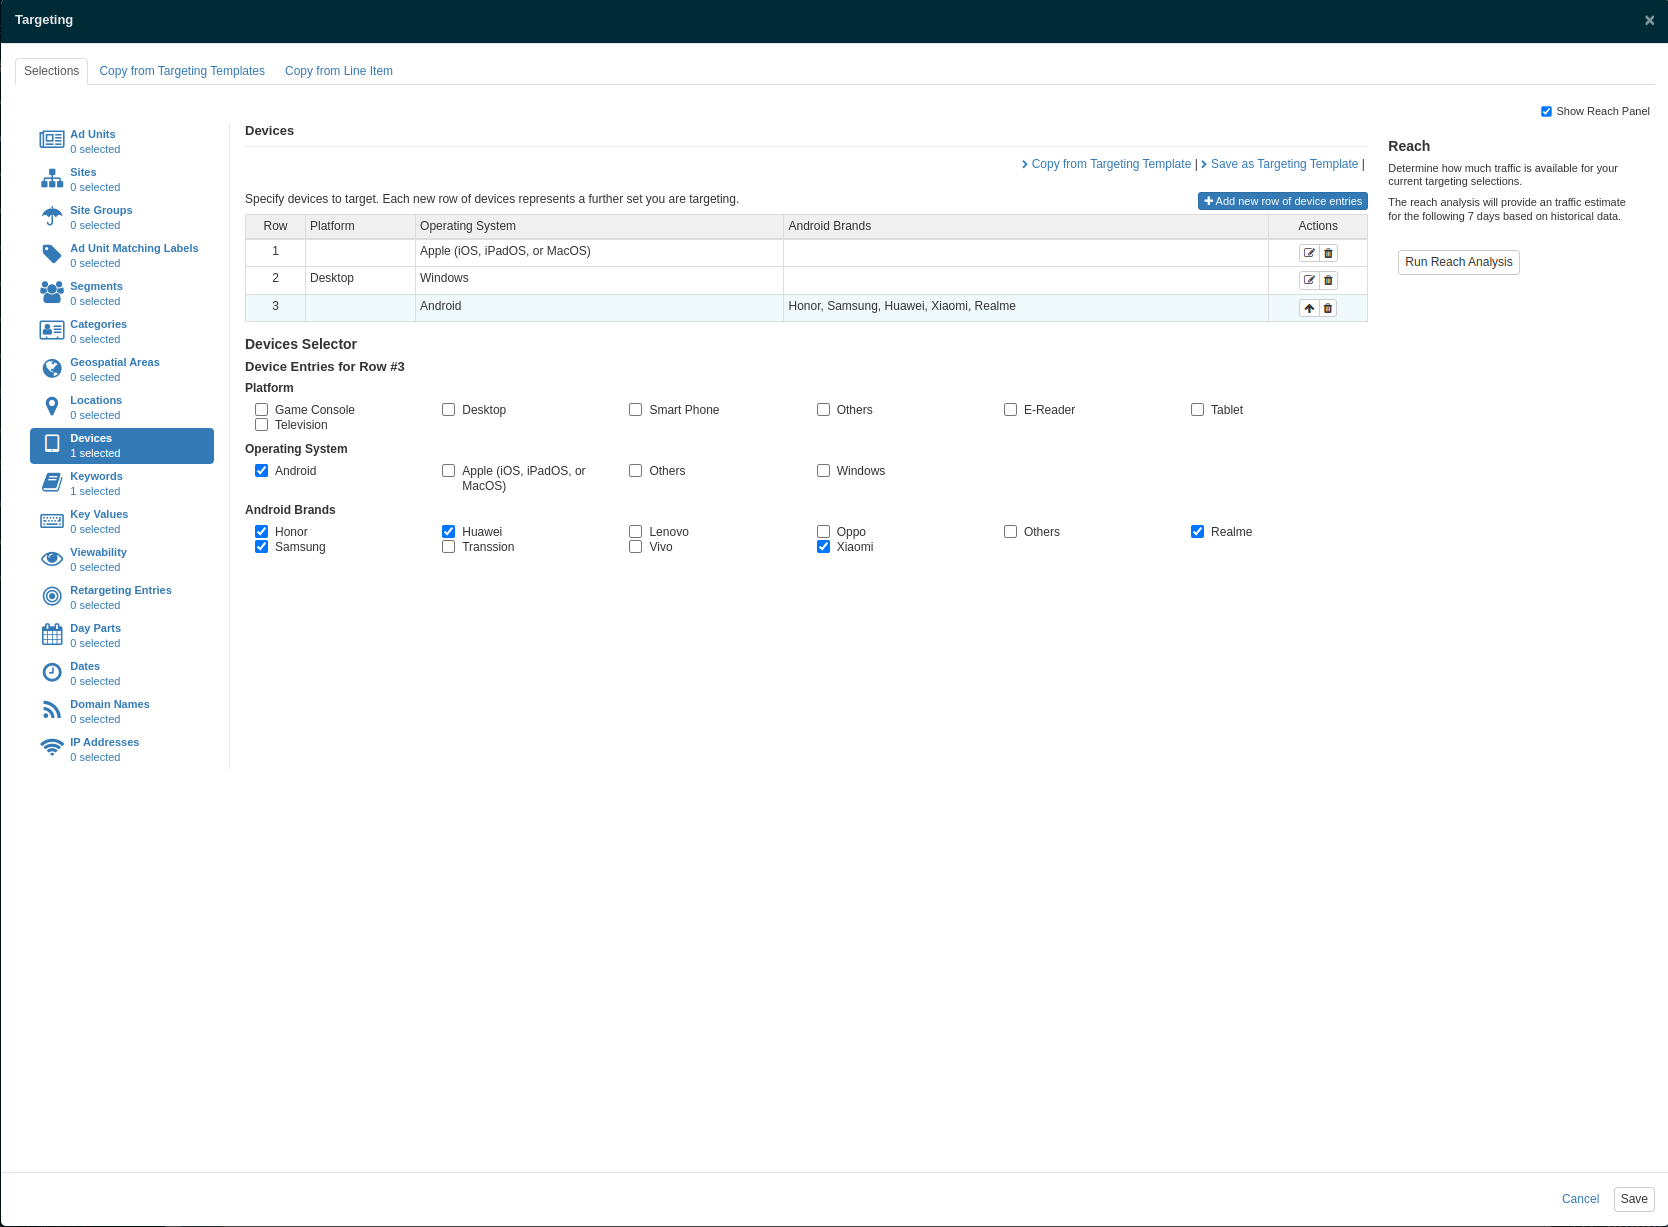 Targeting
×
Selections
Copy from Targeting Templates
Copy from Line Item
Show Reach Panel
Ad Units
0 selected
Sites
0 selected
Site Groups
0 selected
Ad Unit Matching Labels
0 selected
Segments
0 selected
Categories
0 selected
Geospatial Areas
0 selected
Locations
0 selected
Devices
1 selected
Keywords
1 selected
Key Values
0 selected
Viewability
0 selected
Retargeting Entries
0 selected
Day Parts
0 selected
Dates
0 selected
Domain Names
0 selected
IP Addresses
0 selected
Devices
Copy from Targeting Template | Save as Targeting Template |
Specify devices to target. Each new row of devices represents a further set you are targeting.
Add new row of device entries
Row Platform Operating System Android Brands Actions
1 Apple (iOS, iPadOS, or MacOS)
2 Desktop Windows
3 Android Honor, Samsung, Huawei, Xiaomi, Realme
Devices Selector
Device Entries for Row #3
Platform
Game Console Desktop Smart Phone Others E-Reader Tablet
Television
Operating System
Android Apple (iOS, iPadOS, or Others Windows
MacOS)
Android Brands
Honor Huawei Lenovo Oppo Others Realme
Samsung Transsion Vivo Xiaomi
Reach
Determine how much traffic is available for your
current targeting selections.
The reach analysis will provide an traffic estimate
for the following 7 days based on historical data.
Run Reach Analysis
Cancel
Save